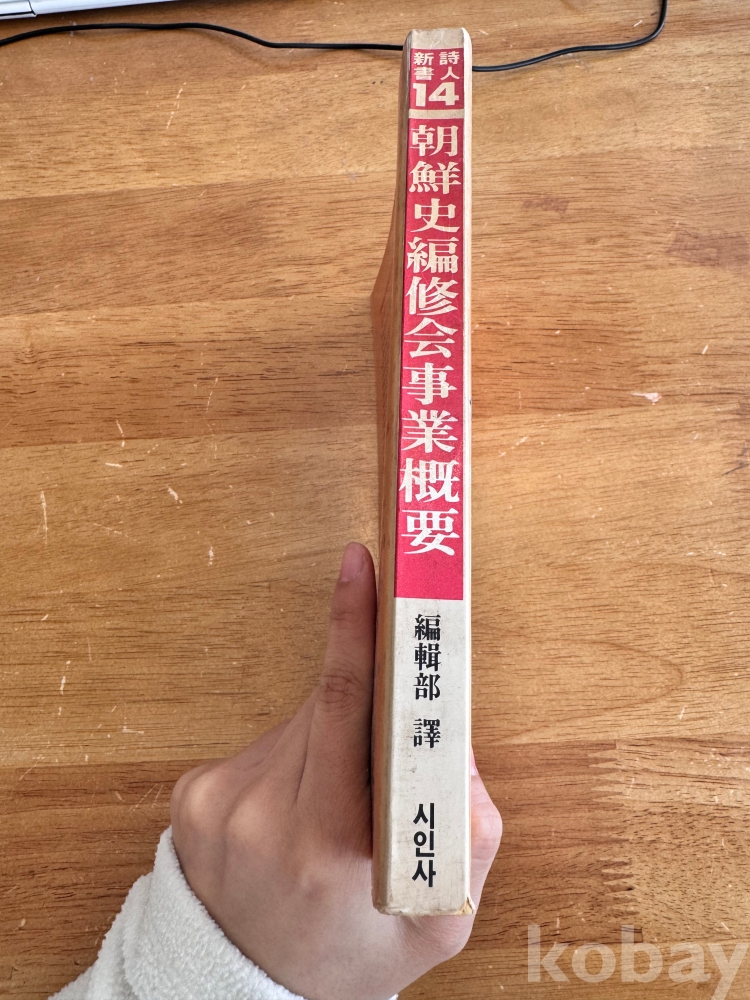 詩人
新書
14
朝鮮史編修会事業概要
編輯部 譯
시인사
kobay